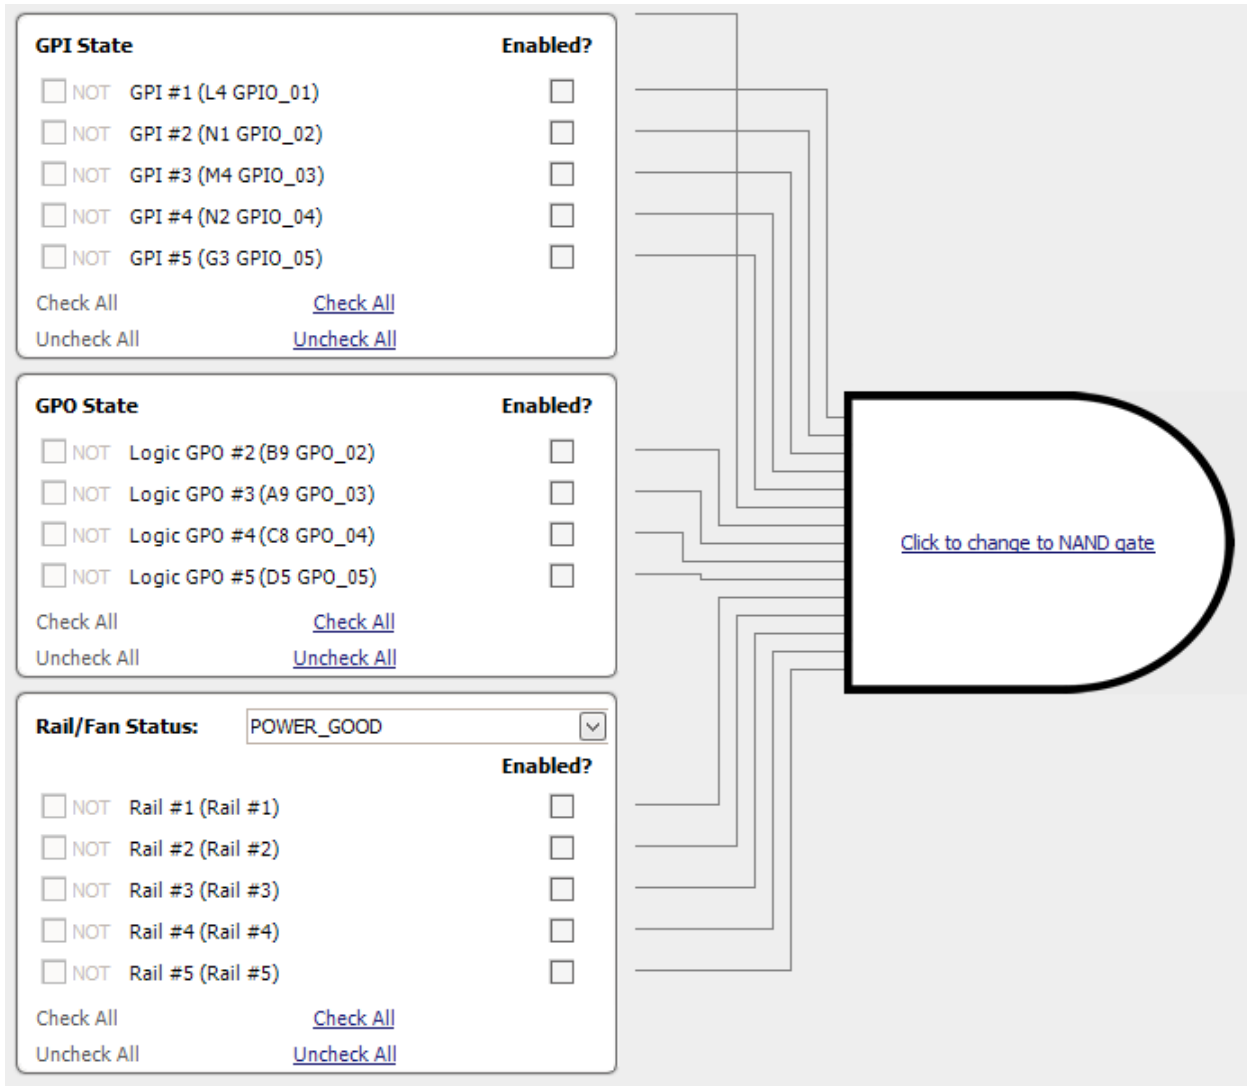 GPI State Enabled?
NOT GPI #1 (L4 GPIO_01)
NOT GPI #2 (N1 GPIO_02)
NOT GPI #3 (M4 GPIO_03)
NOT GPI #4 (N2 GPIO_04)
NOT GPI #5 (G3 GPIO_05)
Check All Check All
Uncheck All Uncheck All
GPO State Enabled?
NOT Logic GPO #2 (B9 GPO_02)
NOT Logic GPO #3 (A9 GPO_03)
NOT Logic GPO #4 (C8 GPO_04)
NOT Logic GPO #5 (D5 GPO_05)
Check All Check All
Uncheck All Uncheck All
Rail/Fan Status: POWER_GOOD
Enabled?
NOT Rail #1 (Rail #1)
NOT Rail #2 (Rail #2)
NOT Rail #3 (Rail #3)
NOT Rail #4 (Rail #4)
NOT Rail #5 (Rail #5)
Check All Check All
Uncheck All Uncheck All
Click to change to NAND gate